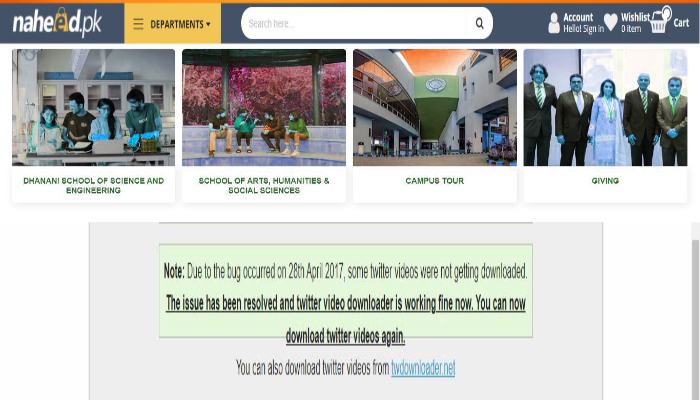 naheed.pk
DEPARTMENTS
Search here...
Account
Hello! Sign in
Wishlist
0 item
0
Cart
DHANANI SCHOOL OF SCIENCE AND
ENGINEERING
SCHOOL OF ARTS, HUMANITIES &
SOCIAL SCIENCES
CAMPUS TOUR
GIVING
Note: Due to the bug occurred on 28th April 2017, some twitter videos were not getting downloaded.
The issue has been resolved and twitter video downloader is working fine now. You can now
download twitter videos again.
You can also download twitter videos from twdownloader.net